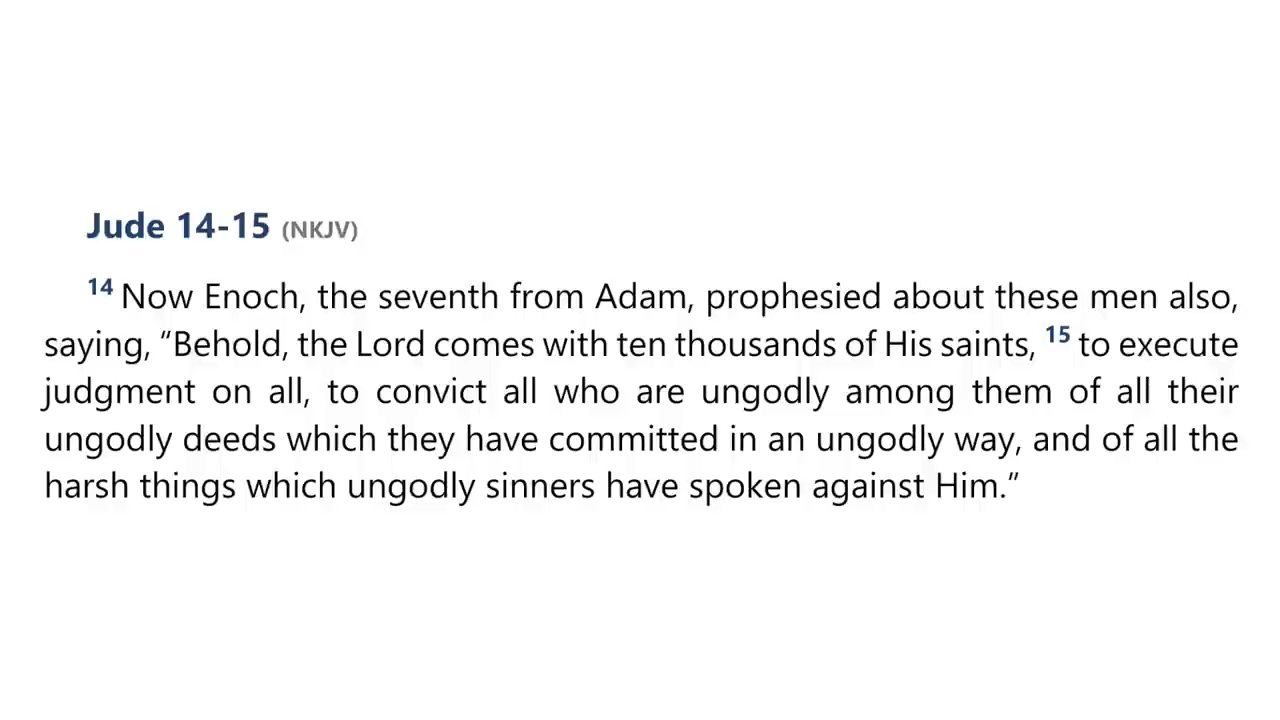 Jude 14-15 (NKJV)
14 Now Enoch, the seventh from Adam, prophesied about these men also,
saying, “Behold, the Lord comes with ten thousands of His saints, 15 to execute
judgment on all, to convict all who are ungodly among them of all their
ungodly deeds which they have committed in an ungodly way, and of all the
harsh things which ungodly sinners have spoken against Him.”